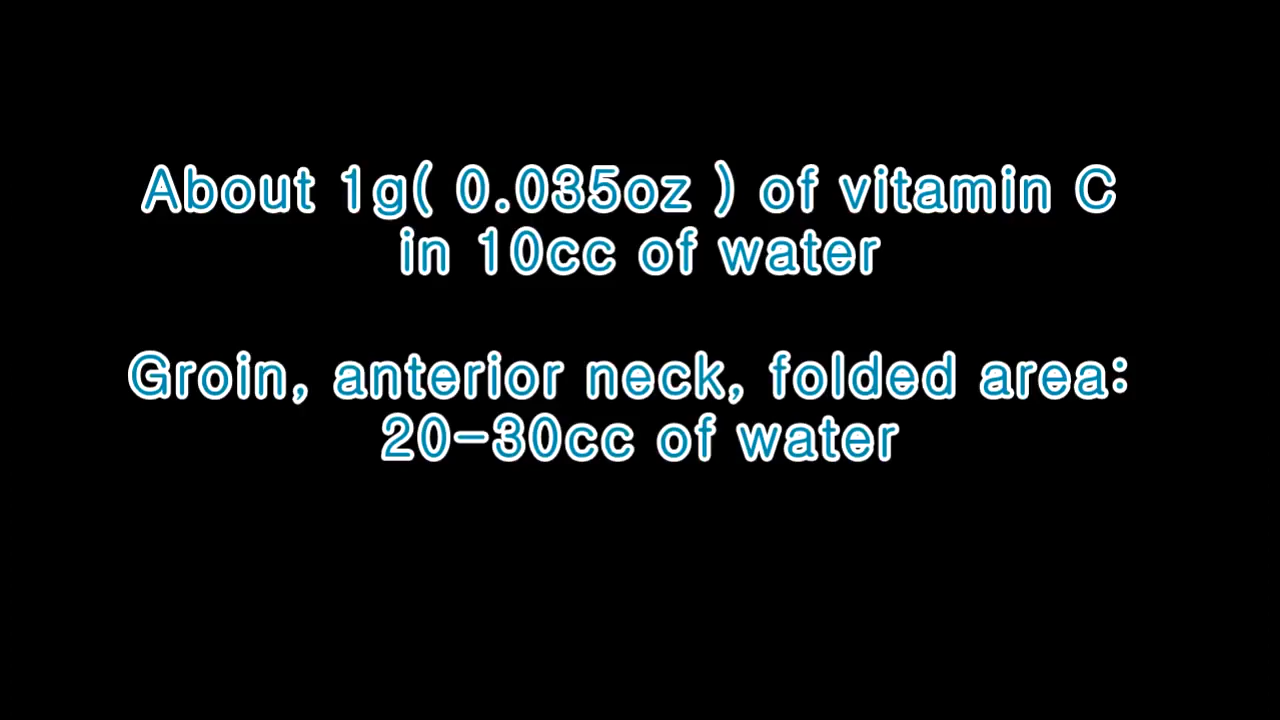 About 1g( 0.035oz ) of vitamin C
in 10cc of water
Groin, anterior neck, folded area:
20-30cc of water